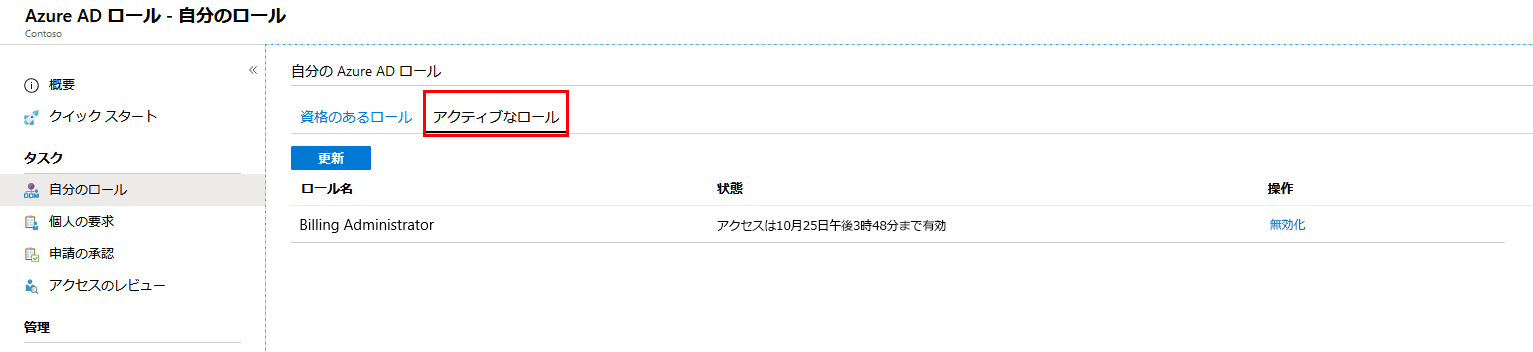 Azure AD ロール - 自分のロール
Contoso
«
概要
クイック スタート
タスク
自分のロール
個人の要求
申請の承認
アクセスのレビュー
管理
自分の Azure AD ロール
資格のあるロール アクティブなロール
更新
ロール名 状態 操作
Billing Administrator アクセスは10月25日午後3時48分まで有効 無効化